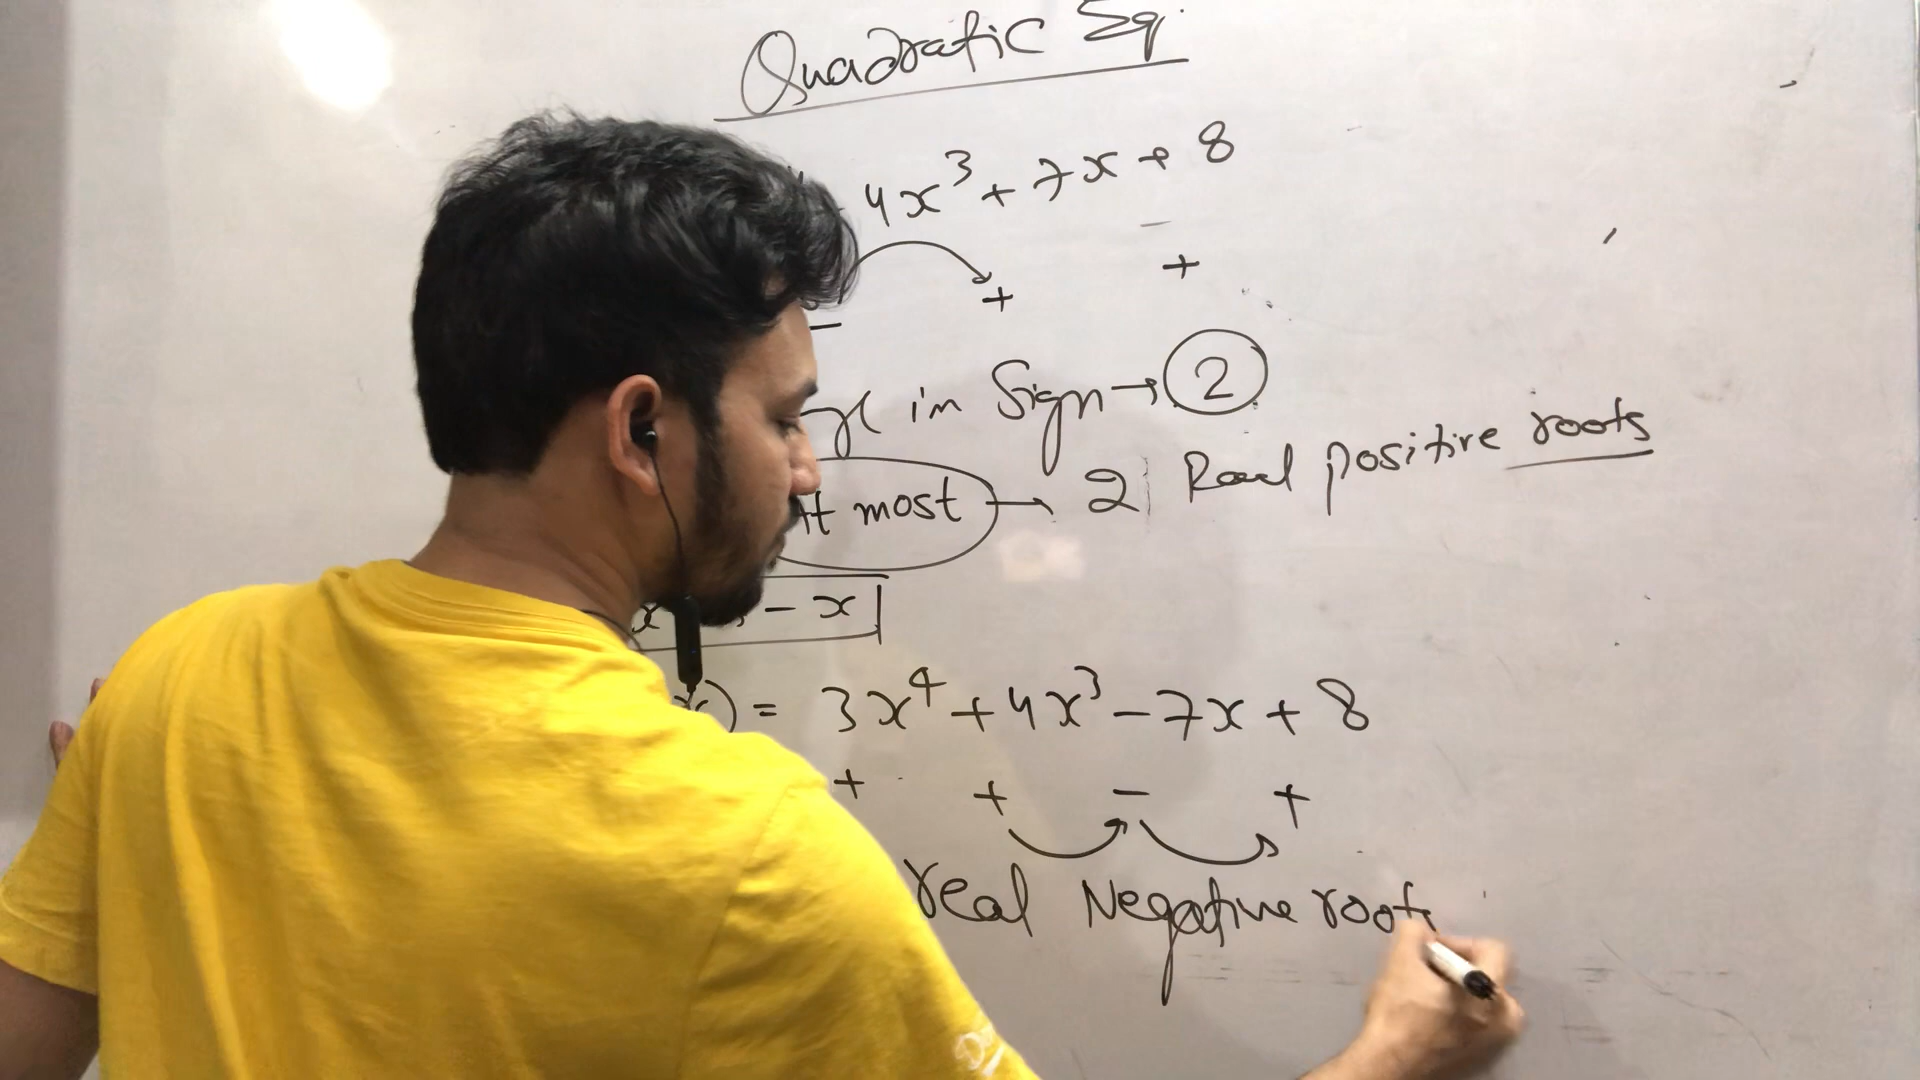 Quadratic Eq.
4x³ + 7x + 8
+
- +
in Sign → 2
most → 2 Real positive roots
- x
= 3x⁴ + 4x³ - 7x + 8
+ + - +
real Negative roots